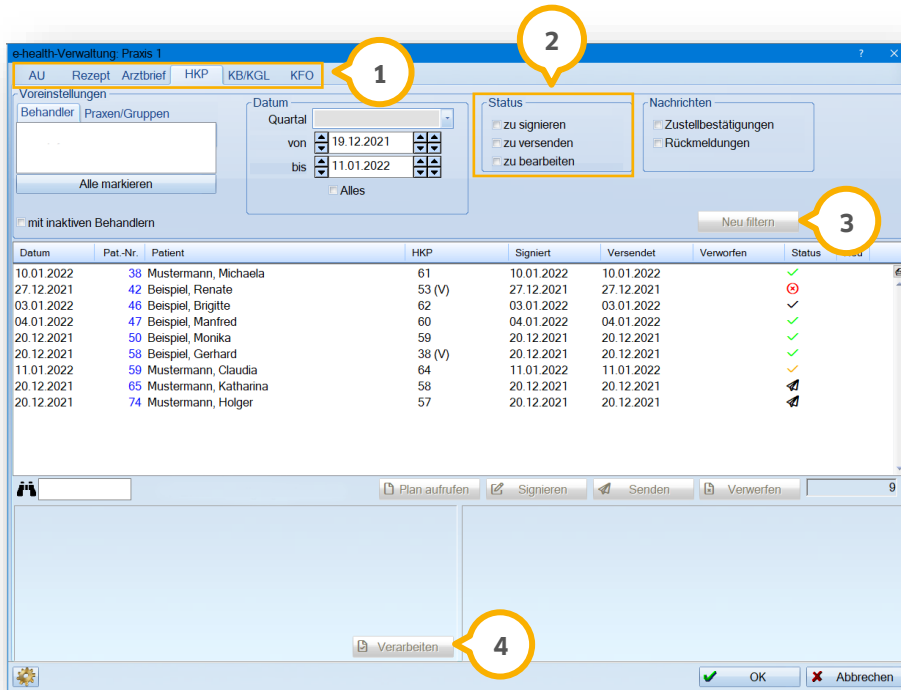 2
e-health-Verwaltung: Praxis 1 ? ×
AU Rezept Arztbrief HKP KB/KGL KFO
1
Voreinstellungen
Behandler Praxen/Gruppen
Alle markieren
mit inaktiven Behandlern
Datum
Quartal
von 19.12.2021
bis 11.01.2022
Alles
Status
zu signieren
zu versenden
zu bearbeiten
Nachrichten
Zustellbestätigungen
Rückmeldungen
Neu filtern
3
Datum Pat.-Nr. Patient HKP Signiert Versendet Verworfen Status
10.01.2022 38 Mustermann, Michaela 61 10.01.2022 10.01.2022
27.12.2021 42 Beispiel, Renate 53 (V) 27.12.2021 27.12.2021
03.01.2022 46 Beispiel, Brigitte 62 03.01.2022 03.01.2022
04.01.2022 47 Beispiel, Manfred 60 04.01.2022 04.01.2022
20.12.2021 50 Beispiel, Monika 59 20.12.2021 20.12.2021
20.12.2021 58 Beispiel, Gerhard 38 (V) 20.12.2021 20.12.2021
11.01.2022 59 Mustermann, Claudia 64 11.01.2022 11.01.2022
20.12.2021 65 Mustermann, Katharina 58 20.12.2021 20.12.2021
20.12.2021 74 Mustermann, Holger 57 20.12.2021 20.12.2021
Plan aufrufen Signieren Senden Verwerfen 9
Verarbeiten
4
OK Abbrechen